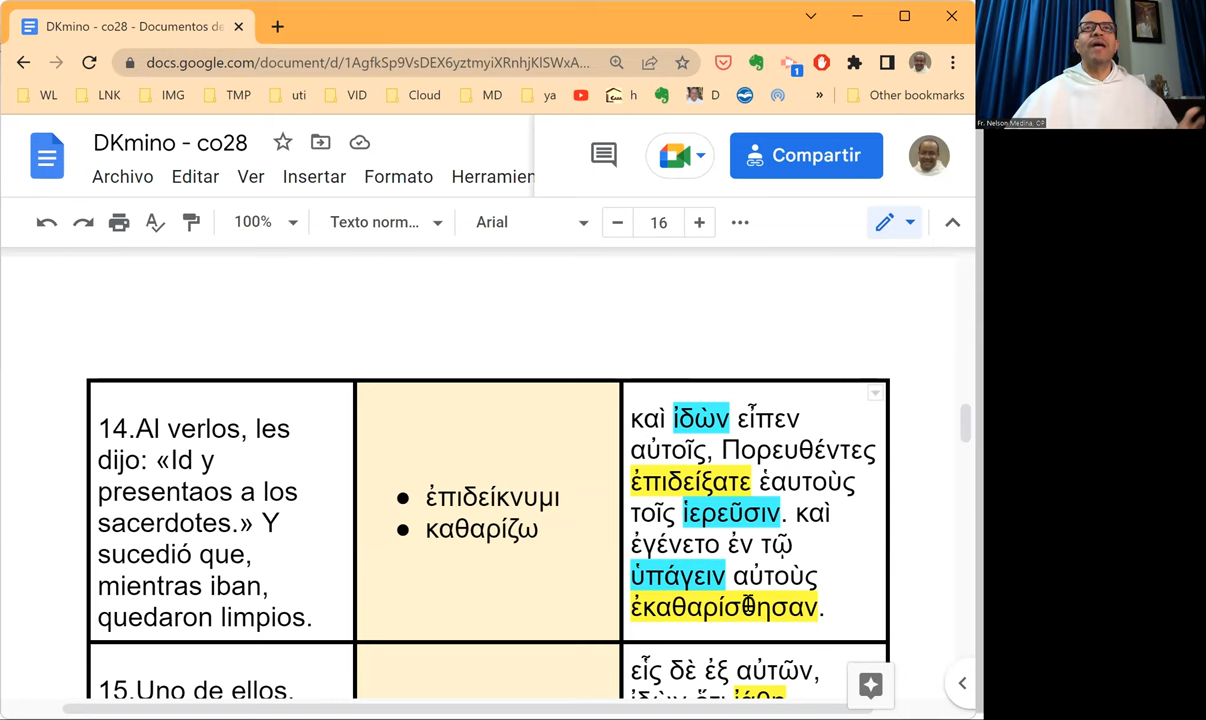 DKmino - co28 - Documentos de
docs.google.com/document/d/1AgfkSp9VsDEX6yztmyiXRnhjKlSWxA...
1
WL LNK IMG TMP uti VID Cloud MD ya h D » Other bookmarks
DKmino - co28
Archivo Editar Ver Insertar Formato Herramien
Compartir
100% Texto norm... Arial 16
14.Al verlos, les
dijo: «Id y
presentaos a los
sacerdotes.» Y
sucedió que,
mientras iban,
quedaron limpios.
● ἐπιδείκνυμι
● καθαρίζω
καὶ ἰδὼν εἶπεν
αὐτοῖς, Πορευθέντες
ἐπιδείξατε ἑαυτοὺς
τοῖς ἱερεῦσιν. καὶ
ἐγένετο ἐν τῷ
ὑπάγειν αὐτοὺς
ἐκαθαρίσθησαν.
15.Uno de ellos,
εἷς δὲ ἐξ αὐτῶν,
ἰδὼν ὅτι ἰάθη
Fr. Nelson Medina, OP